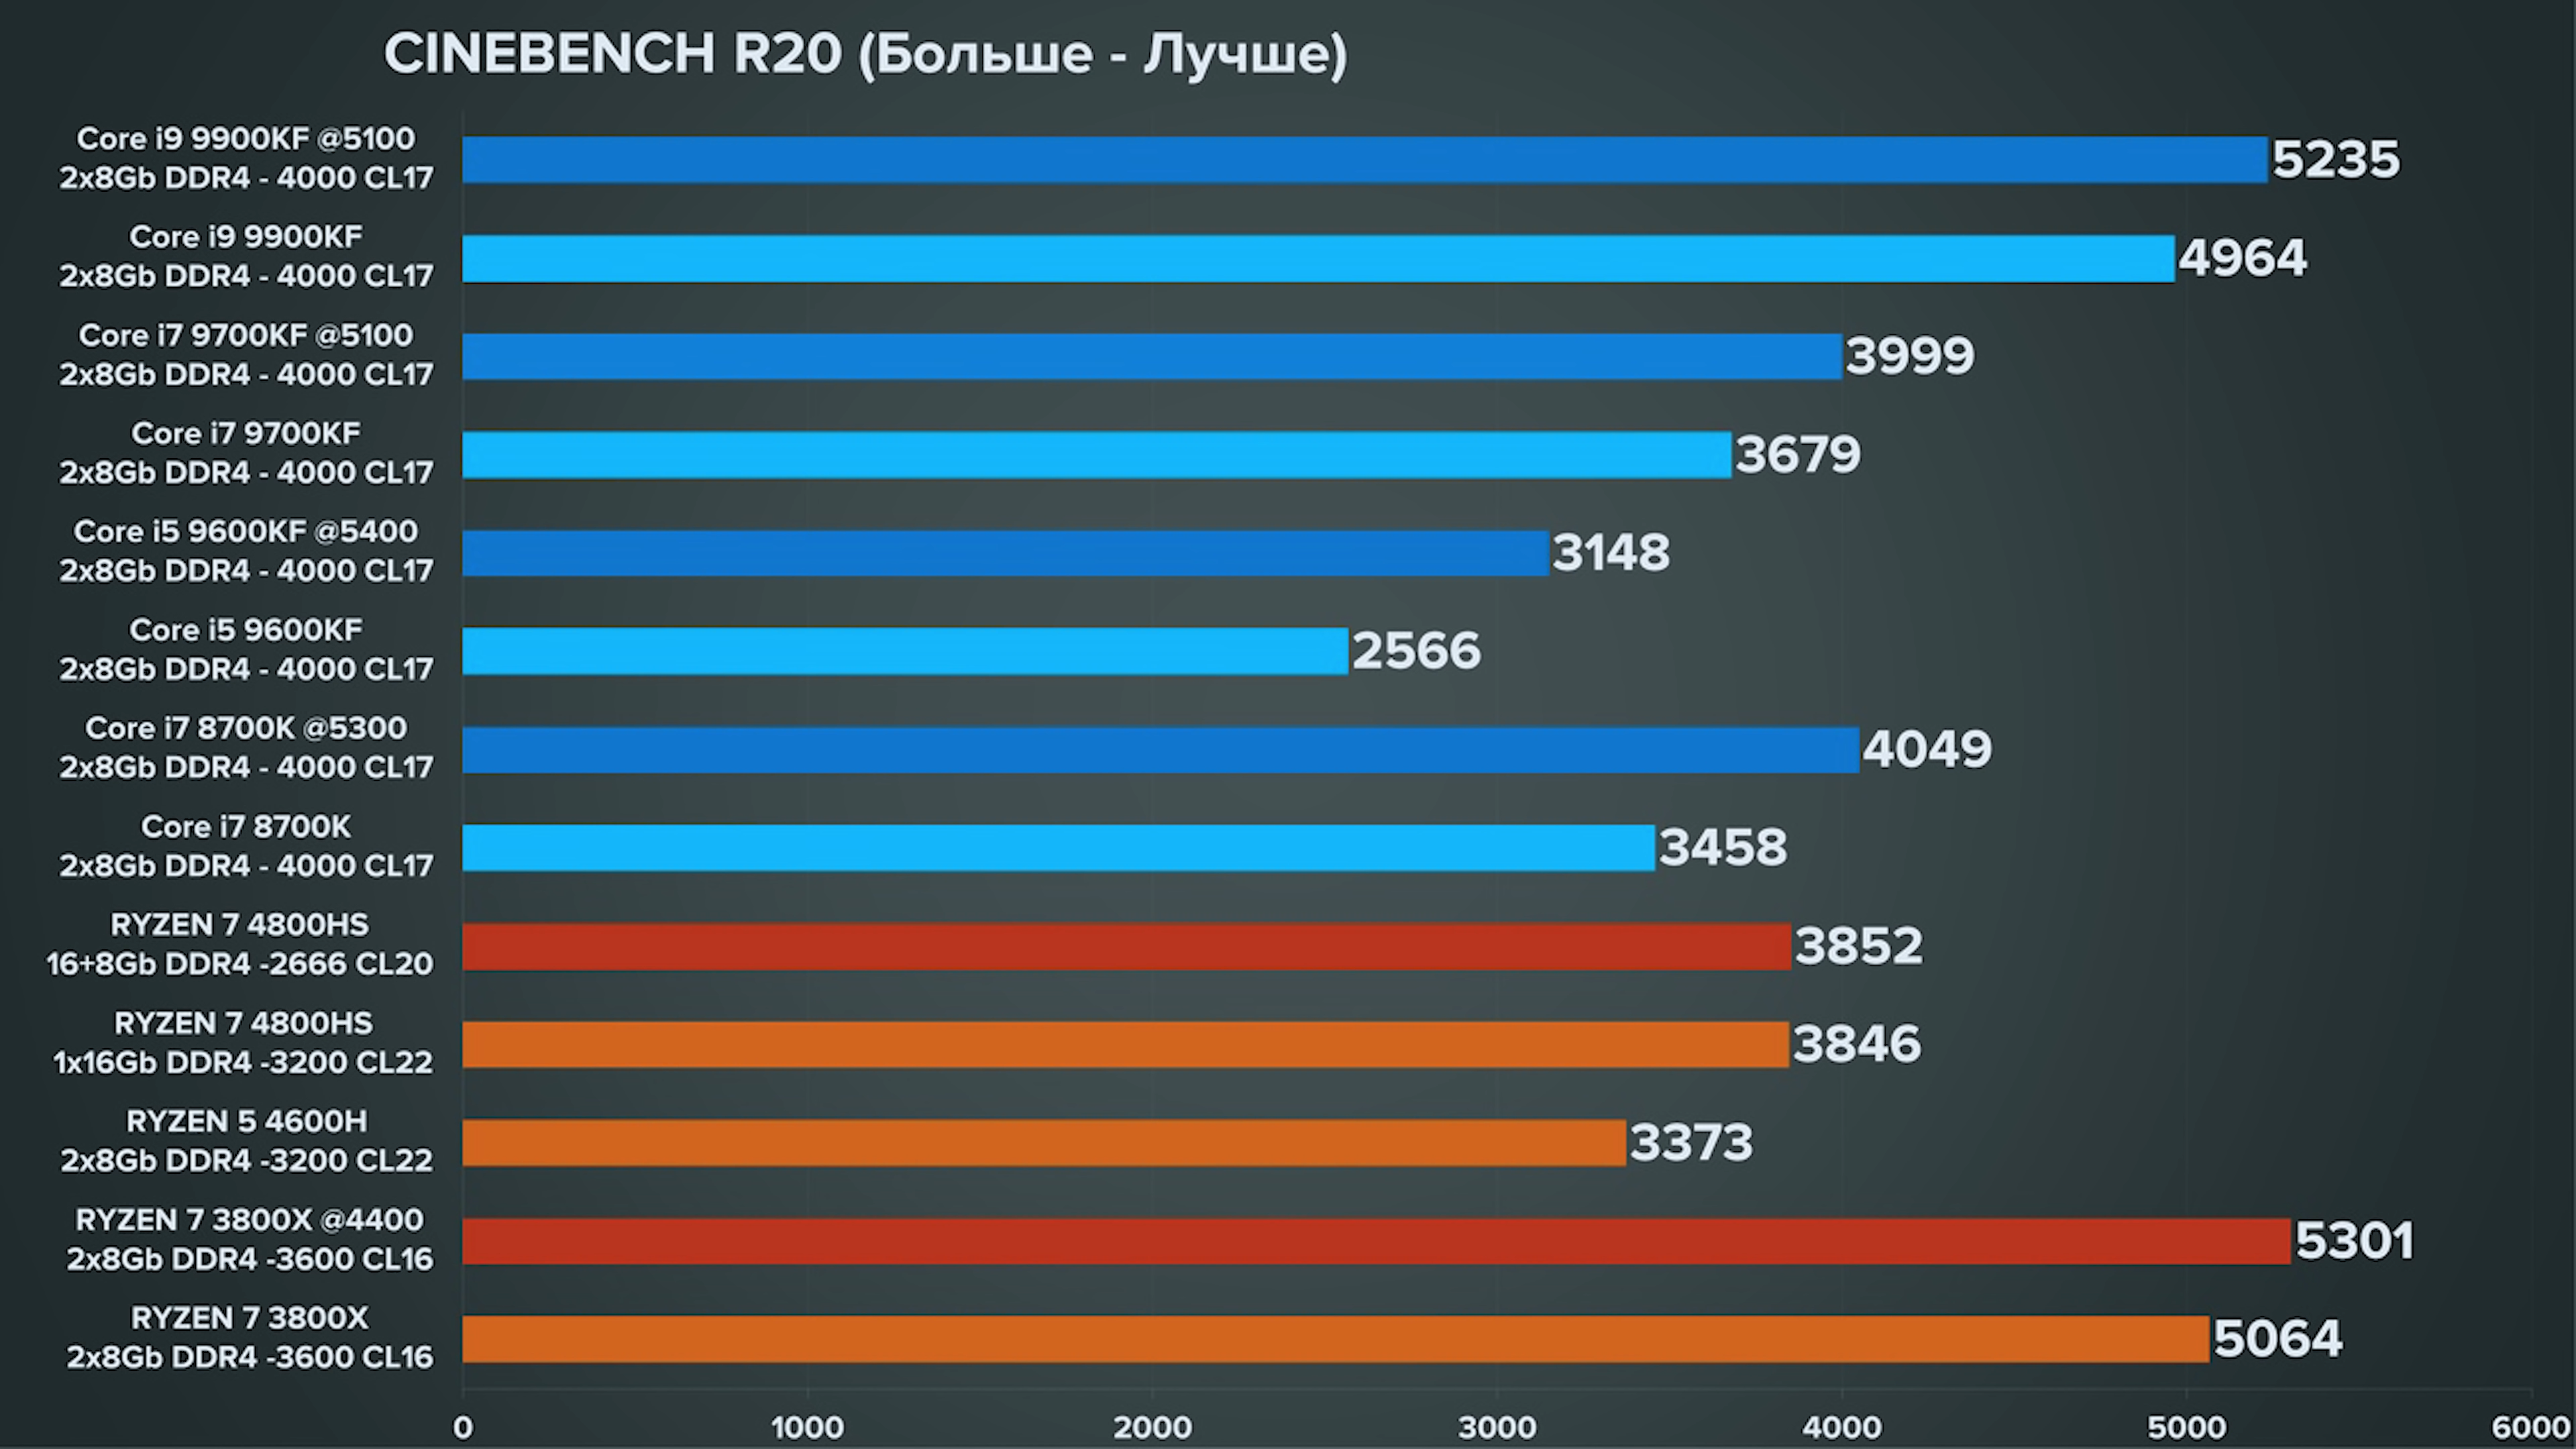 CINEBENCH R20 (Больше - Лучше)
Core i9 9900KF @5100
2x8Gb DDR4 - 4000 CL17
5235
Core i9 9900KF
2x8Gb DDR4 - 4000 CL17
4964
Core i7 9700KF @5100
2x8Gb DDR4 - 4000 CL17
3999
Core i7 9700KF
2x8Gb DDR4 - 4000 CL17
3679
Core i5 9600KF @5400
2x8Gb DDR4 - 4000 CL17
3148
Core i5 9600KF
2x8Gb DDR4 - 4000 CL17
2566
Core i7 8700K @5300
2x8Gb DDR4 - 4000 CL17
4049
Core i7 8700K
2x8Gb DDR4 - 4000 CL17
3458
RYZEN 7 4800HS
16+8Gb DDR4 -2666 CL20
3852
RYZEN 7 4800HS
1x16Gb DDR4 -3200 CL22
3846
RYZEN 5 4600H
2x8Gb DDR4 -3200 CL22
3373
RYZEN 7 3800X @4400
2x8Gb DDR4 -3600 CL16
5301
RYZEN 7 3800X
2x8Gb DDR4 -3600 CL16
5064
0 1000 2000 3000 4000 5000 6000